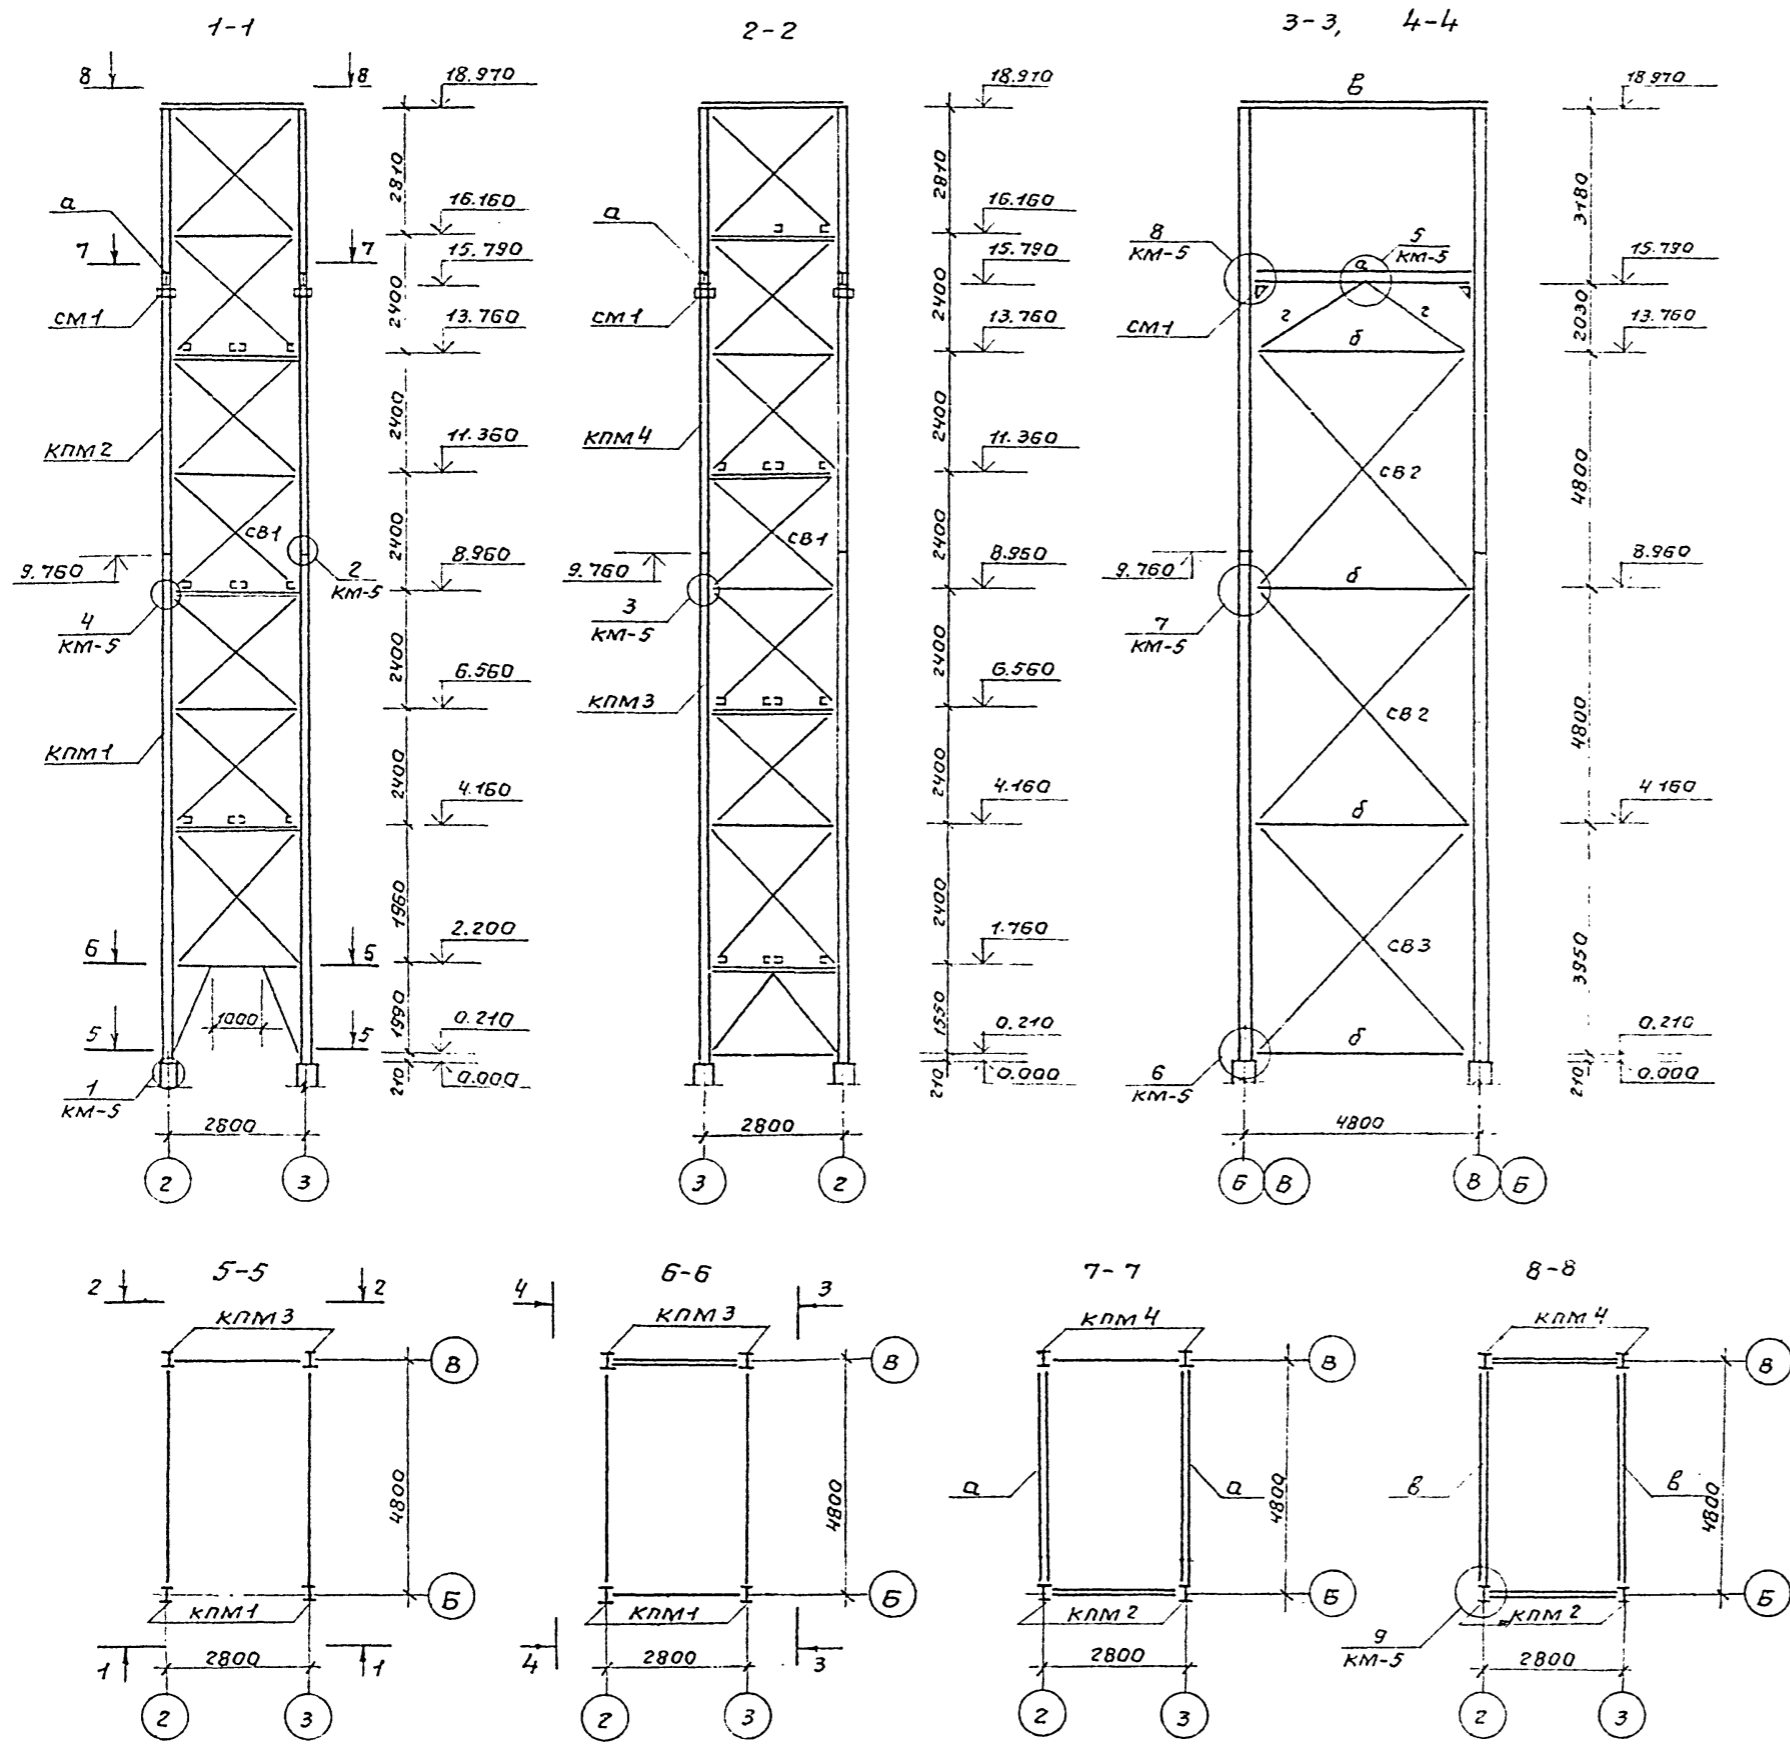 1-1
8
8
18.970
2810
а
16.160
7
7
15.790
2400
СМ1
13.760
2400
11.360
КПМ2
2400
СВ1
9.760
8.960
2
КМ-5
4
КМ-5
2400
6.560
КПМ1
2400
4.160
1960
6
5
2.200
1000
1990
5
5
0.210
210
0.000
1
КМ-5
2800
2
3
2-2
18.970
2810
а
16.160
15.790
2400
СМ1
13.760
2400
11.360
КПМ4
2400
СВ1
9.760
8.960
3
КМ-5
2400
6.560
КПМ3
2400
4.160
2400
1.760
1550
0.210
210
0.000
2800
3
2
3-3, 4-4
в
18.970
3180
8
КМ-5
5
КМ-5
а
15.790
СМ1
г
г
2030
б
13.760
СВ2
4800
9.760
б
8.960
7
КМ-5
СВ2
4800
б
4.160
СВ3
3950
б
0.210
210
0.000
6
КМ-5
4800
Б
В
В
Б
5-5
2
2
КПМ3
В
4800
Б
КПМ1
1
1
2800
2
3
6-6
4
3
КПМ3
В
4800
Б
КПМ1
4
3
2800
2
3
7-7
КПМ4
В
а
а
4800
Б
КПМ2
2800
2
3
8-8
КПМ4
В
в
в
4800
Б
КПМ2
9
КМ-5
2800
2
3